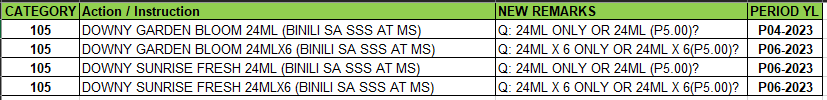 CATEGORY Action / Instruction NEW REMARKS PERIOD YL
105 DOWNY GARDEN BLOOM 24ML (BINILI SA SSS AT MS) Q: 24ML ONLY OR 24ML (P5.00)? P04-2023
105 DOWNY GARDEN BLOOM 24MLX6 (BINILI SA SSS AT MS) Q: 24ML X 6 ONLY OR 24ML X 6(P5.00)? P06-2023
105 DOWNY SUNRISE FRESH 24ML (BINILI SA SSS AT MS) Q: 24ML ONLY OR 24ML (P5.00)? P06-2023
105 DOWNY SUNRISE FRESH 24MLX6 (BINILI SA SSS AT MS) Q: 24ML X 6 ONLY OR 24ML X 6(P5.00)? P06-2023